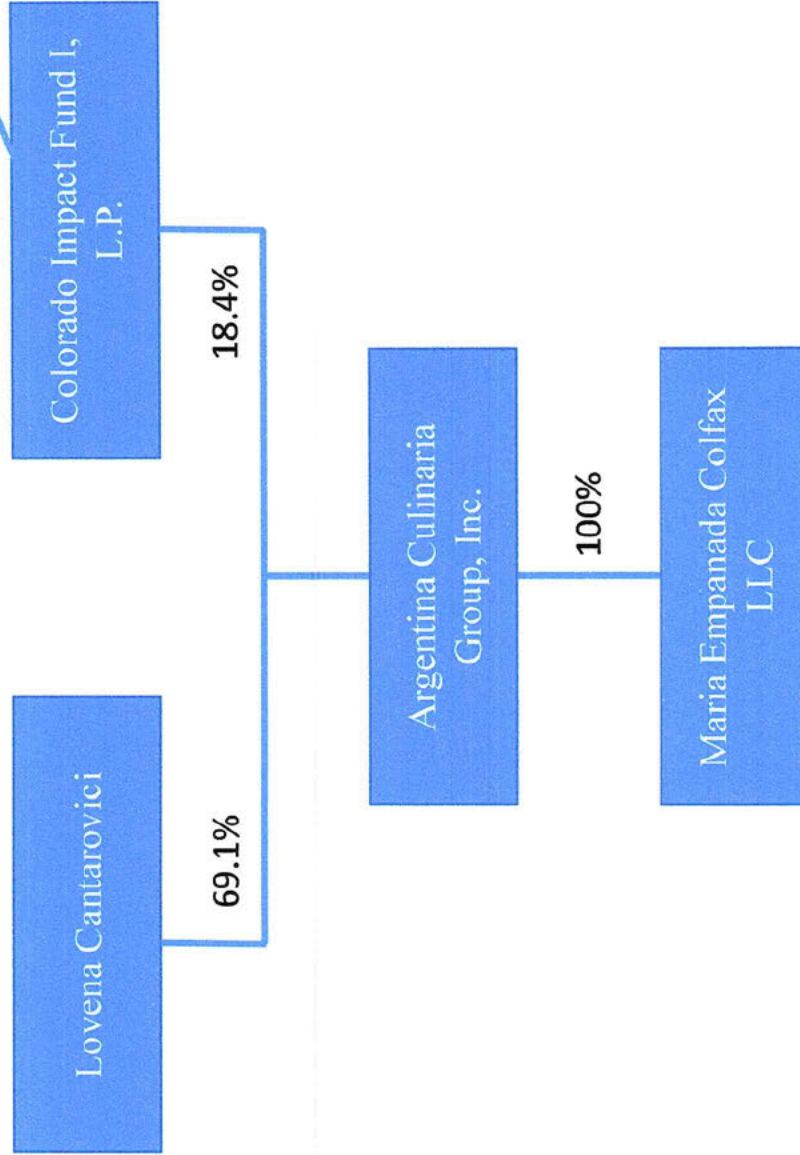 Lovena Cantarovici
Colorado Impact Fund I,
L.P.
69.1%
18.4%
Argentina Culinaria
Group, Inc.
100%
Maria Empanada Colfax
LLC